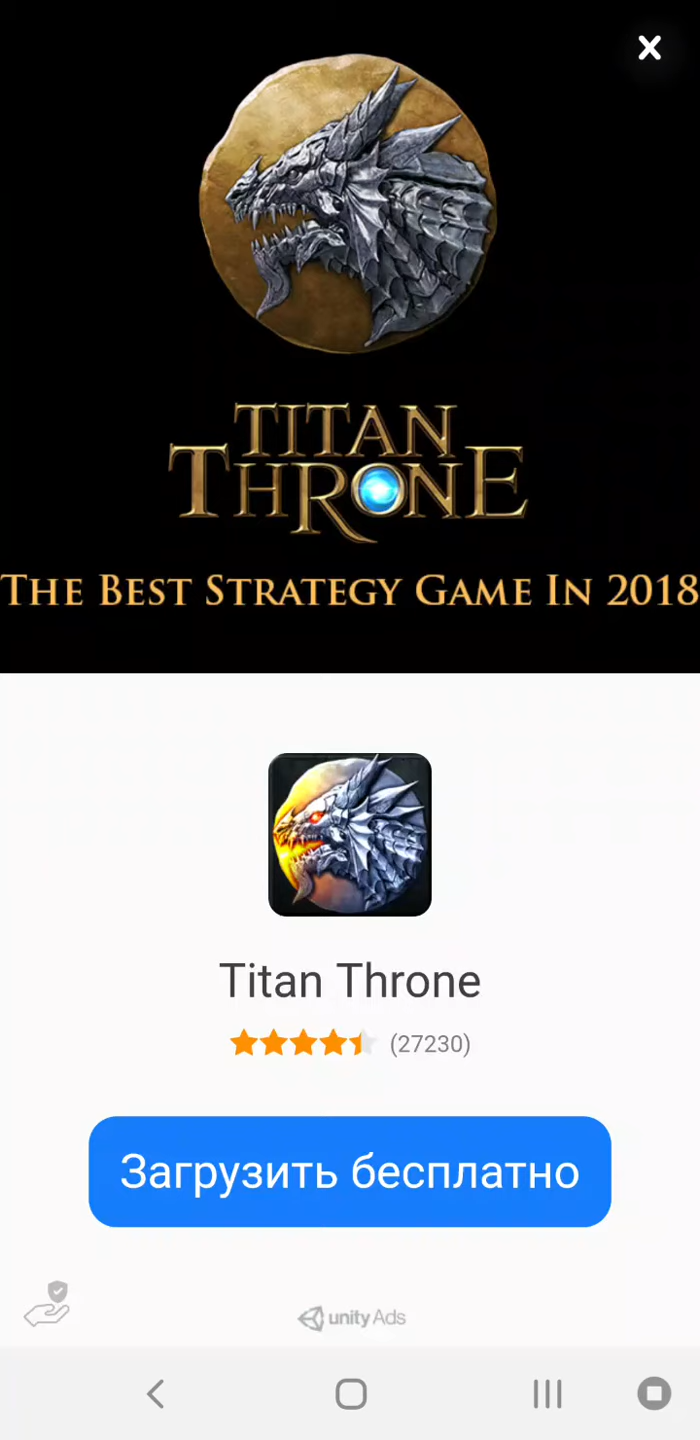 TITAN
THRONE
THE BEST STRATEGY GAME IN 2018
Titan Throne
(27230)
Загрузить бесплатно
unity Ads